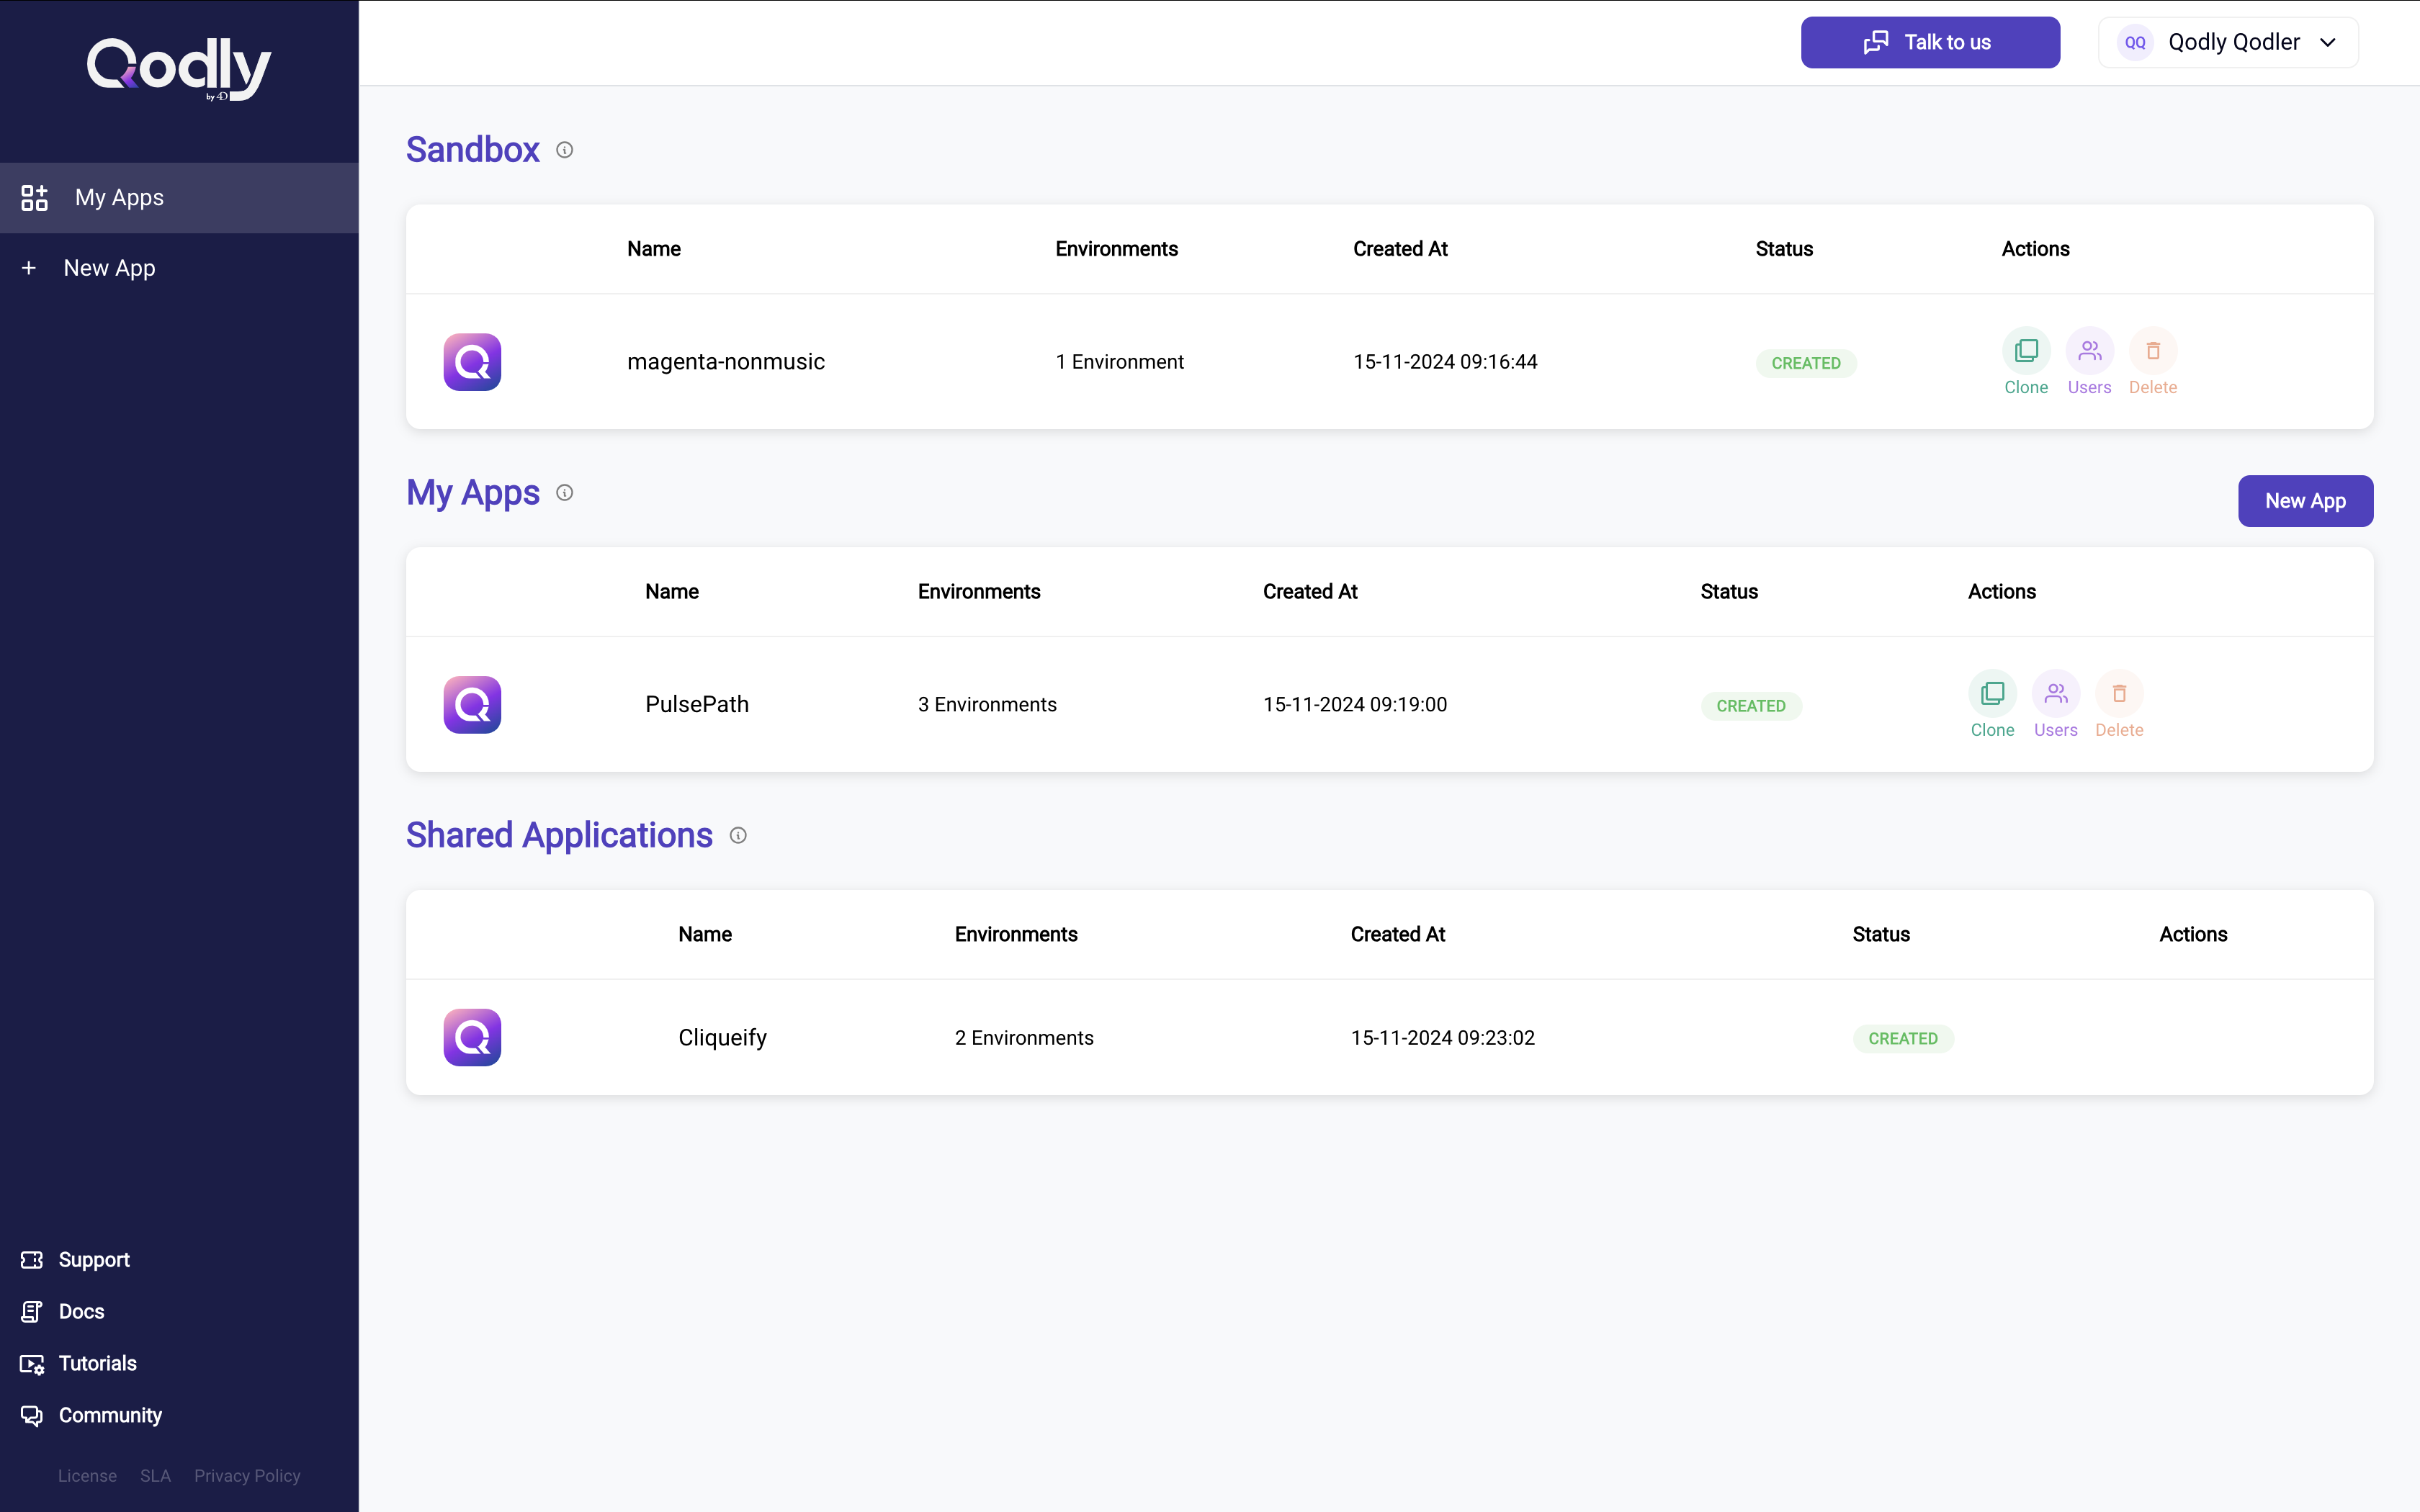 Qodly
by 4D
Talk to us
QQ Qodly Qodler
My Apps
New App
Sandbox
Name Environments Created At Status Actions
magenta-nonmusic 1 Environment 15-11-2024 09:16:44 CREATED Clone Users Delete
My Apps
New App
Name Environments Created At Status Actions
PulsePath 3 Environments 15-11-2024 09:19:00 CREATED Clone Users Delete
Shared Applications
Name Environments Created At Status Actions
Cliqueify 2 Environments 15-11-2024 09:23:02 CREATED
Support
Docs
Tutorials
Community
License SLA Privacy Policy